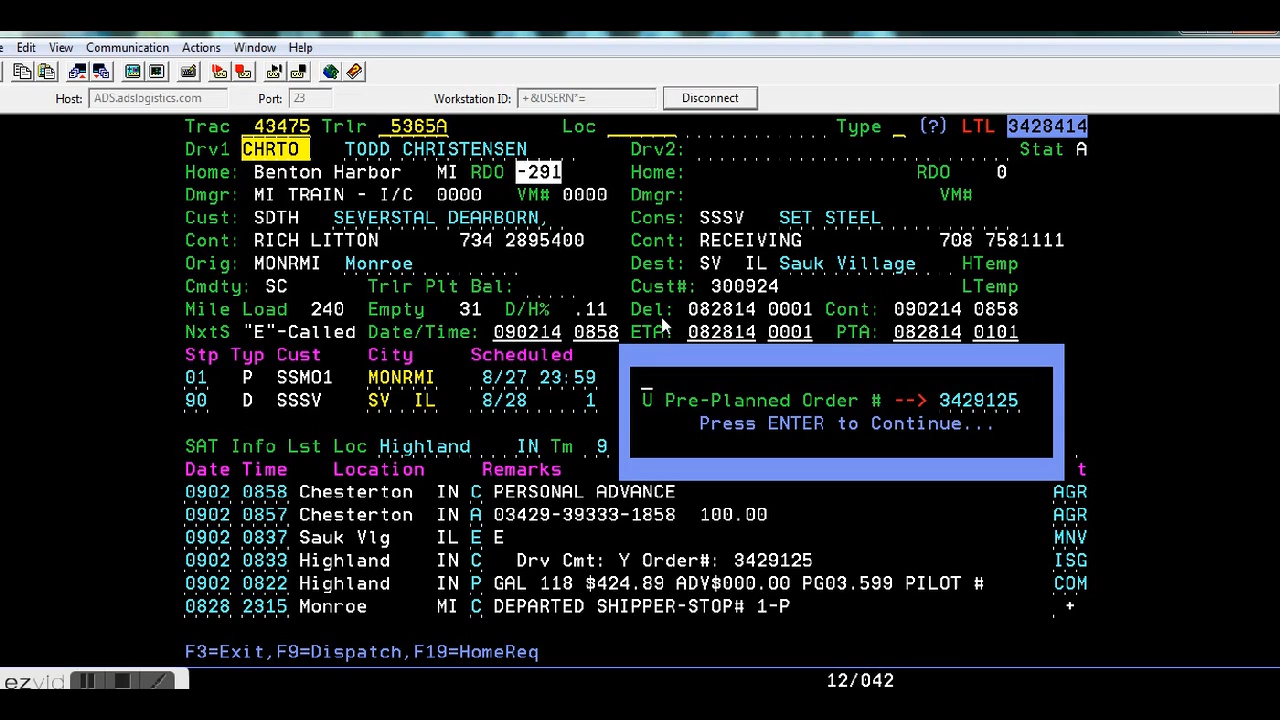 Edit View Communication Actions Window Help
Host: ADS.adslogistics.com Port: 23 Workstation ID: +&USERN*= Disconnect
Trac 43475 Trlr 5365A Loc Type _ (?) LTL 3428414
Drv1 CHRTO TODD CHRISTENSEN Drv2: Stat A
Home: Benton Harbor MI RDO -291 Home: RDO 0
Dmgr: MI TRAIN - I/C 0000 VM# 0000 Dmgr: VM#
Cust: SDTH SEVERSTAL DEARBORN, Cons: SSSV SET STEEL
Cont: RICH LITTON 734 2895400 Cont: RECEIVING 708 7581111
Orig: MONRMI Monroe Dest: SV IL Sauk Village HTemp
Cmdty: SC Trlr Plt Bal: Cust#: 300924 LTemp
Mile Load 240 Empty 31 D/H% .11 Del: 082814 0001 Cont: 090214 0858
NxtS "E"-Called Date/Time: 090214 0858 ETA: 082814 0001 PTA: 082814 0101
Stp Typ Cust City Scheduled
01 P SSMO1 MONRMI 8/27 23:59
90 D SSSV SV IL 8/28 1
U Pre-Planned Order # --> 3429125
Press ENTER to Continue...
SAT Info Lst Loc Highland IN Tm 9
Date Time Location Remarks t
0902 0858 Chesterton IN C PERSONAL ADVANCE AGR
0902 0857 Chesterton IN A 03429-39333-1858 100.00 AGR
0902 0837 Sauk Vlg IL E E MNV
0902 0833 Highland IN C Drv Cmt: Y Order#: 3429125 ISG
0902 0822 Highland IN P GAL 118 $424.89 ADV$000.00 PG03.599 PILOT # COM
0828 2315 Monroe MI C DEPARTED SHIPPER-STOP# 1-P +
F3=Exit,F9=Dispatch,F19=HomeReq
ezvid 12/042